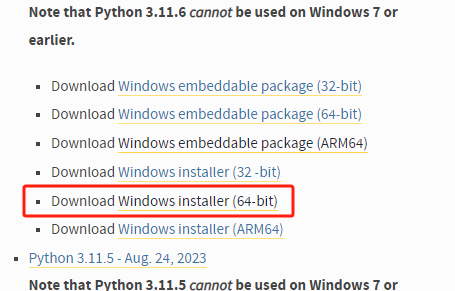 Note that Python 3.11.6 cannot be used on Windows 7 or
earlier.
Download Windows embeddable package (32-bit)
Download Windows embeddable package (64-bit)
Download Windows embeddable package (ARM64)
Download Windows installer (32 -bit)
Download Windows installer (64-bit)
Download Windows installer (ARM64)
Python 3.11.5 - Aug. 24, 2023
Note that Python 3.11.5 cannot be used on Windows 7 or